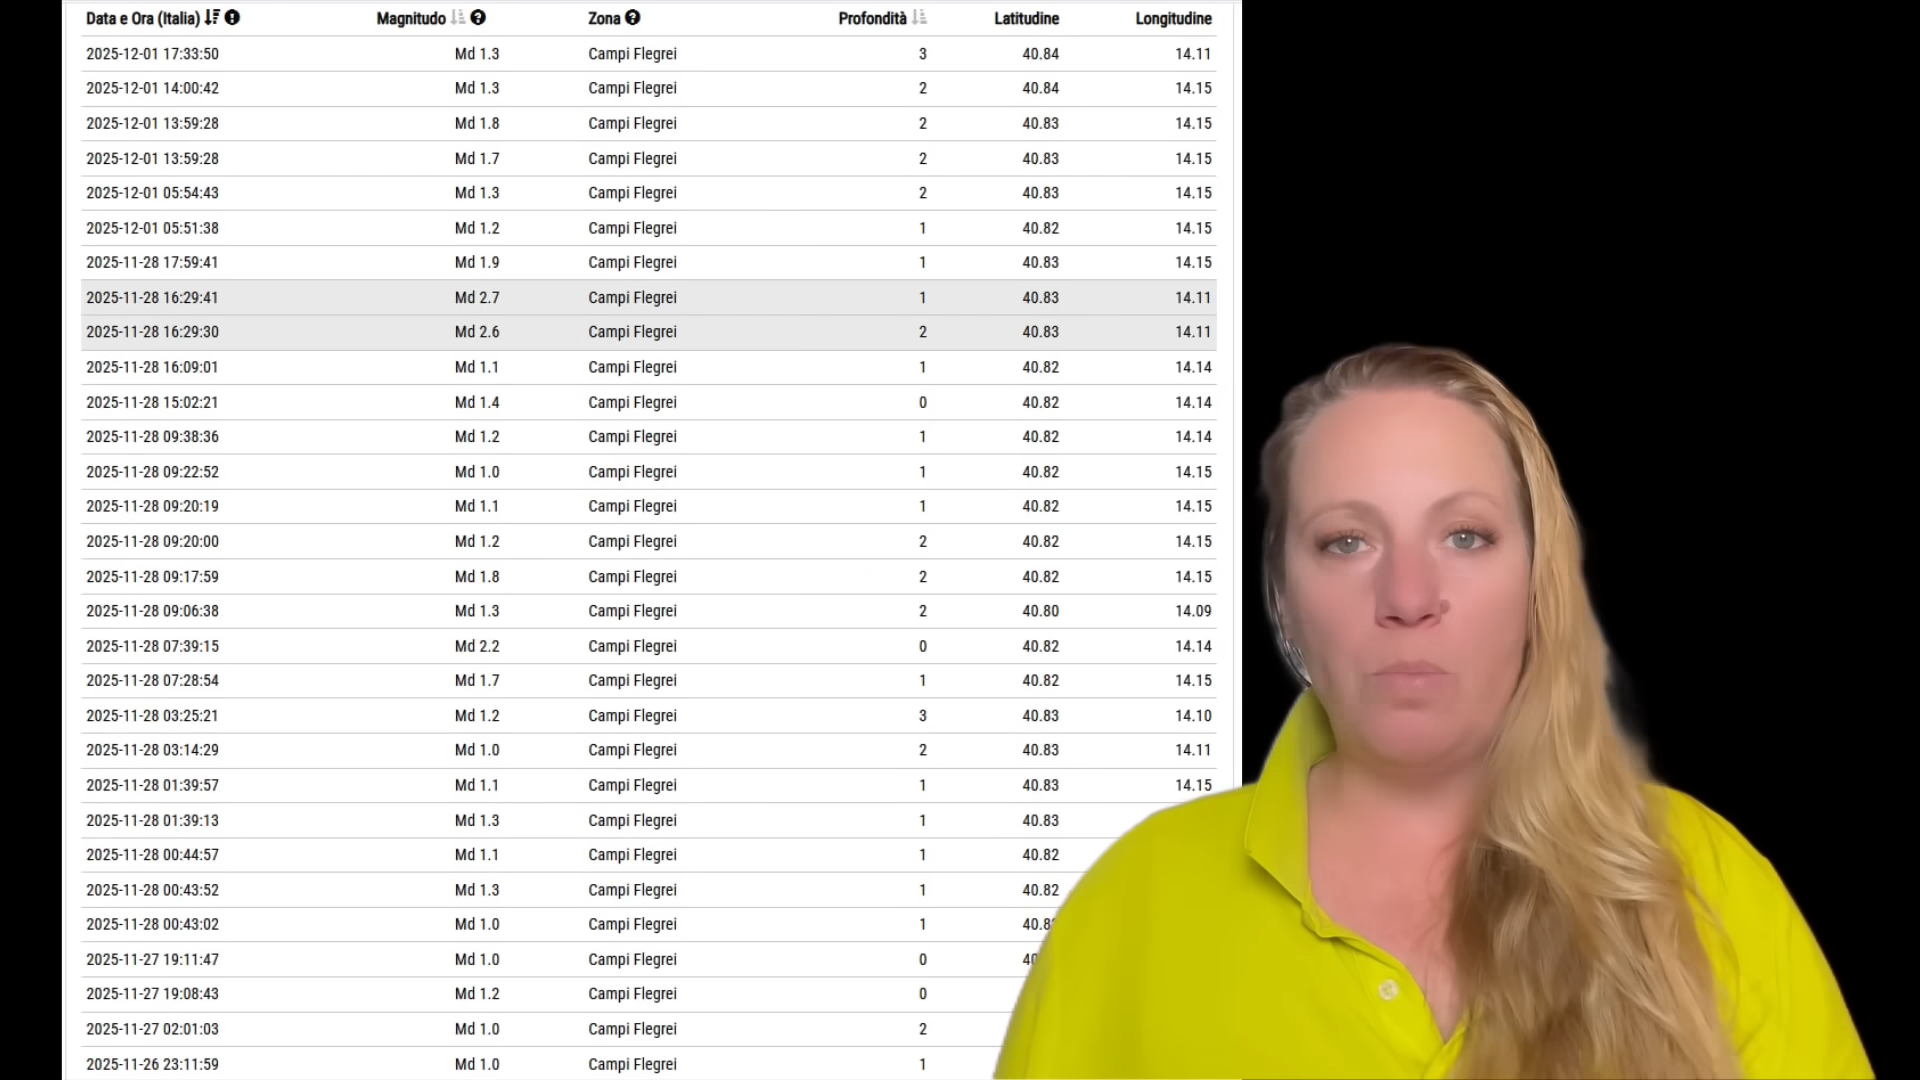 Data e Ora (Italia) Magnitudo Zona Profondità Latitudine Longitudine
2025-12-01 17:33:50 Md 1.3 Campi Flegrei 3 40.84 14.11
2025-12-01 14:00:42 Md 1.3 Campi Flegrei 2 40.84 14.15
2025-12-01 13:59:28 Md 1.8 Campi Flegrei 2 40.83 14.15
2025-12-01 13:59:28 Md 1.7 Campi Flegrei 2 40.83 14.15
2025-12-01 05:54:43 Md 1.3 Campi Flegrei 2 40.83 14.15
2025-12-01 05:51:38 Md 1.2 Campi Flegrei 1 40.82 14.15
2025-11-28 17:59:41 Md 1.9 Campi Flegrei 1 40.83 14.15
2025-11-28 16:29:41 Md 2.7 Campi Flegrei 1 40.83 14.11
2025-11-28 16:29:30 Md 2.6 Campi Flegrei 2 40.83 14.11
2025-11-28 16:09:01 Md 1.1 Campi Flegrei 1 40.82 14.14
2025-11-28 15:02:21 Md 1.4 Campi Flegrei 0 40.82 14.14
2025-11-28 09:38:36 Md 1.2 Campi Flegrei 1 40.82 14.14
2025-11-28 09:22:52 Md 1.0 Campi Flegrei 1 40.82 14.15
2025-11-28 09:20:19 Md 1.1 Campi Flegrei 1 40.82 14.15
2025-11-28 09:20:00 Md 1.2 Campi Flegrei 2 40.82 14.15
2025-11-28 09:17:59 Md 1.8 Campi Flegrei 2 40.82 14.15
2025-11-28 09:06:38 Md 1.3 Campi Flegrei 2 40.80 14.09
2025-11-28 07:39:15 Md 2.2 Campi Flegrei 0 40.82 14.14
2025-11-28 07:28:54 Md 1.7 Campi Flegrei 1 40.82 14.15
2025-11-28 03:25:21 Md 1.2 Campi Flegrei 3 40.83 14.10
2025-11-28 03:14:29 Md 1.0 Campi Flegrei 2 40.83 14.11
2025-11-28 01:39:57 Md 1.1 Campi Flegrei 1 40.83 14.15
2025-11-28 01:39:13 Md 1.3 Campi Flegrei 1 40.83
2025-11-28 00:44:57 Md 1.1 Campi Flegrei 1 40.82
2025-11-28 00:43:52 Md 1.3 Campi Flegrei 1 40.82
2025-11-28 00:43:02 Md 1.0 Campi Flegrei 1
2025-11-27 19:11:47 Md 1.0 Campi Flegrei 0
2025-11-27 19:08:43 Md 1.2 Campi Flegrei 0
2025-11-27 02:01:03 Md 1.0 Campi Flegrei 2
2025-11-26 23:11:59 Md 1.0 Campi Flegrei 1